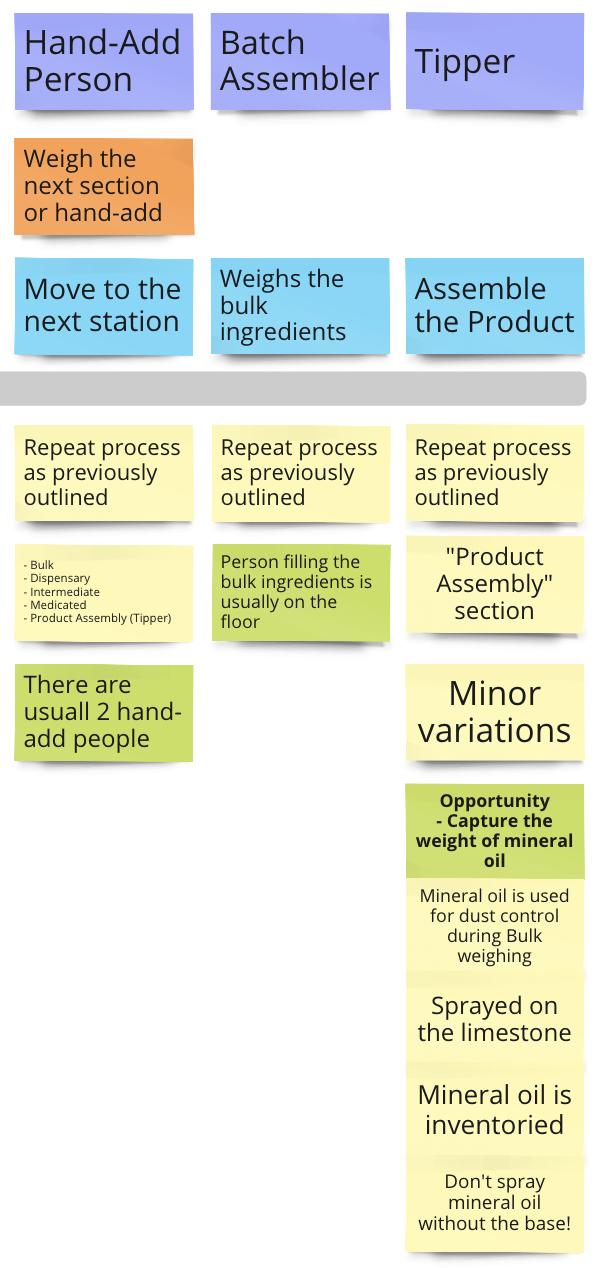 Hand-Add
Person
Batch
Assembler
Tipper
Weigh the
next section
or hand-add
Move to the
next station
Weighs the
bulk
ingredients
Assemble
the Product
Repeat process
as previously
outlined
Repeat process
as previously
outlined
Repeat process
as previously
outlined
- Bulk
- Dispensary
- Intermediate
- Medicated
- Product Assembly (Tipper)
Person filling the
bulk ingredients is
usually on the
floor
"Product
Assembly"
section
There are
usuall 2 hand-
add people
Minor
variations
Opportunity
- Capture the
weight of mineral
oil
Mineral oil is used
for dust control
during Bulk
weighing
Sprayed on
the limestone
Mineral oil is
inventoried
Don't spray
mineral oil
without the base!